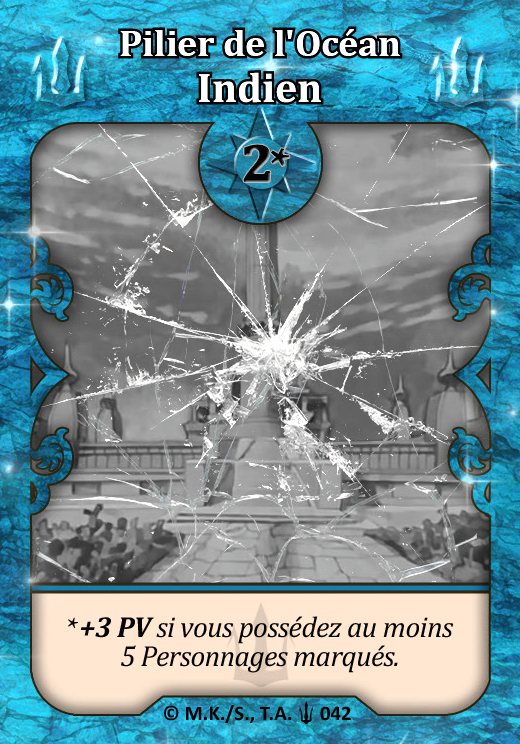 Pilier de l'Océan
Indien
2*
*+3 PV si vous possédez au moins
5 Personnages marqués.
© M.K./S., T.A. 042